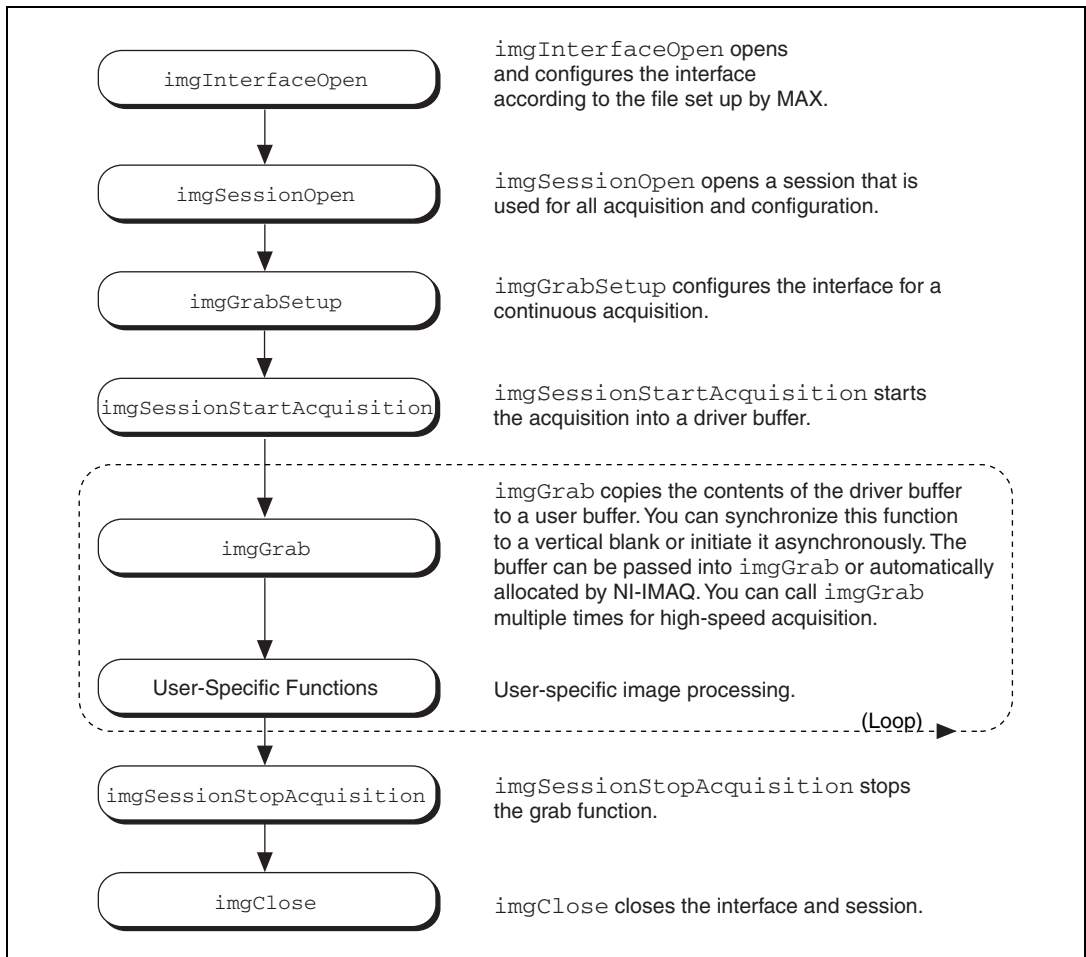 imgInterfaceOpen
imgInterfaceOpen opens
and configures the interface
according to the file set up by MAX.
imgSessionOpen
imgSessionOpen opens a session that is
used for all acquisition and configuration.
imgGrabSetup
imgGrabSetup configures the interface for a
continuous acquisition.
imgSessionStartAcquisition
imgSessionStartAcquisition starts
the acquisition into a driver buffer.
imgGrab
imgGrab copies the contents of the driver buffer
to a user buffer. You can synchronize this function
to a vertical blank or initiate it asynchronously. The
buffer can be passed into imgGrab or automatically
allocated by NI-IMAQ. You can call imgGrab
multiple times for high-speed acquisition.
User-Specific Functions
User-specific image processing.
(Loop)
imgSessionStopAcquisition
imgSessionStopAcquisition stops
the grab function.
imgClose
imgClose closes the interface and session.